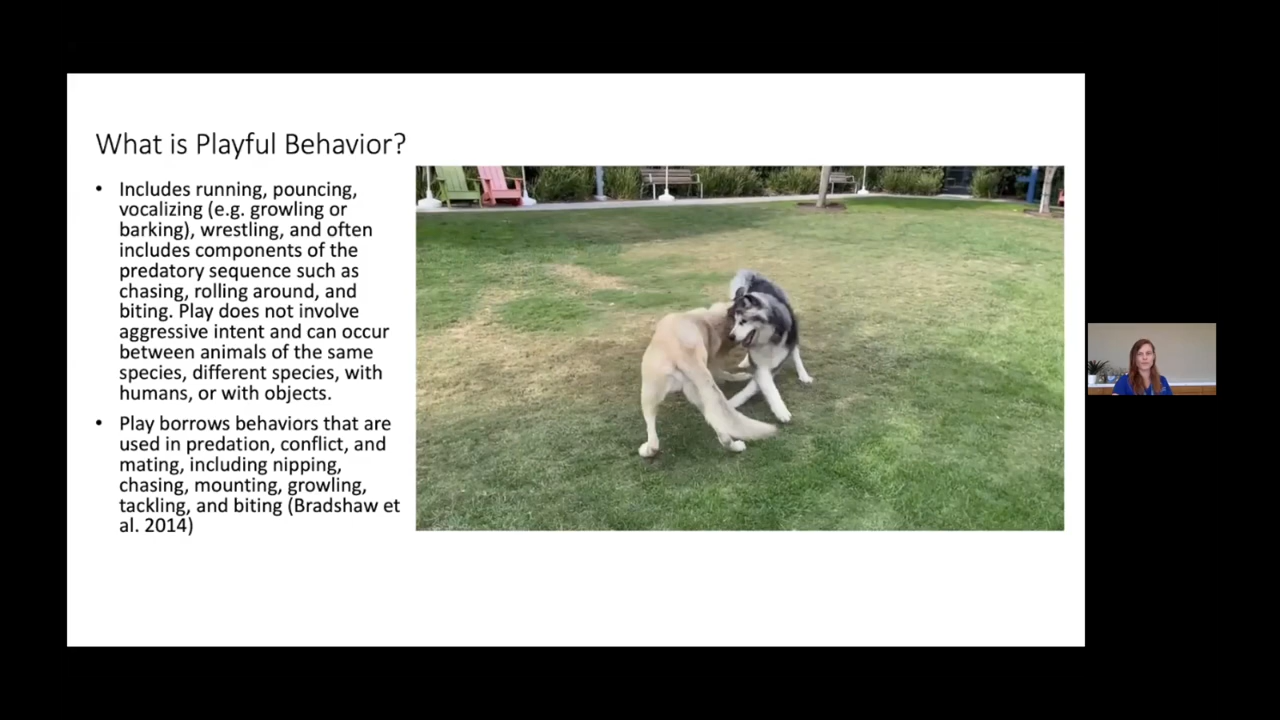 What is Playful Behavior?
• Includes running, pouncing,
vocalizing (e.g. growling or
barking), wrestling, and often
includes components of the
predatory sequence such as
chasing, rolling around, and
biting. Play does not involve
aggressive intent and can occur
between animals of the same
species, different species, with
humans, or with objects.
• Play borrows behaviors that are
used in predation, conflict, and
mating, including nipping,
chasing, mounting, growling,
tackling, and biting (Bradshaw et
al. 2014)